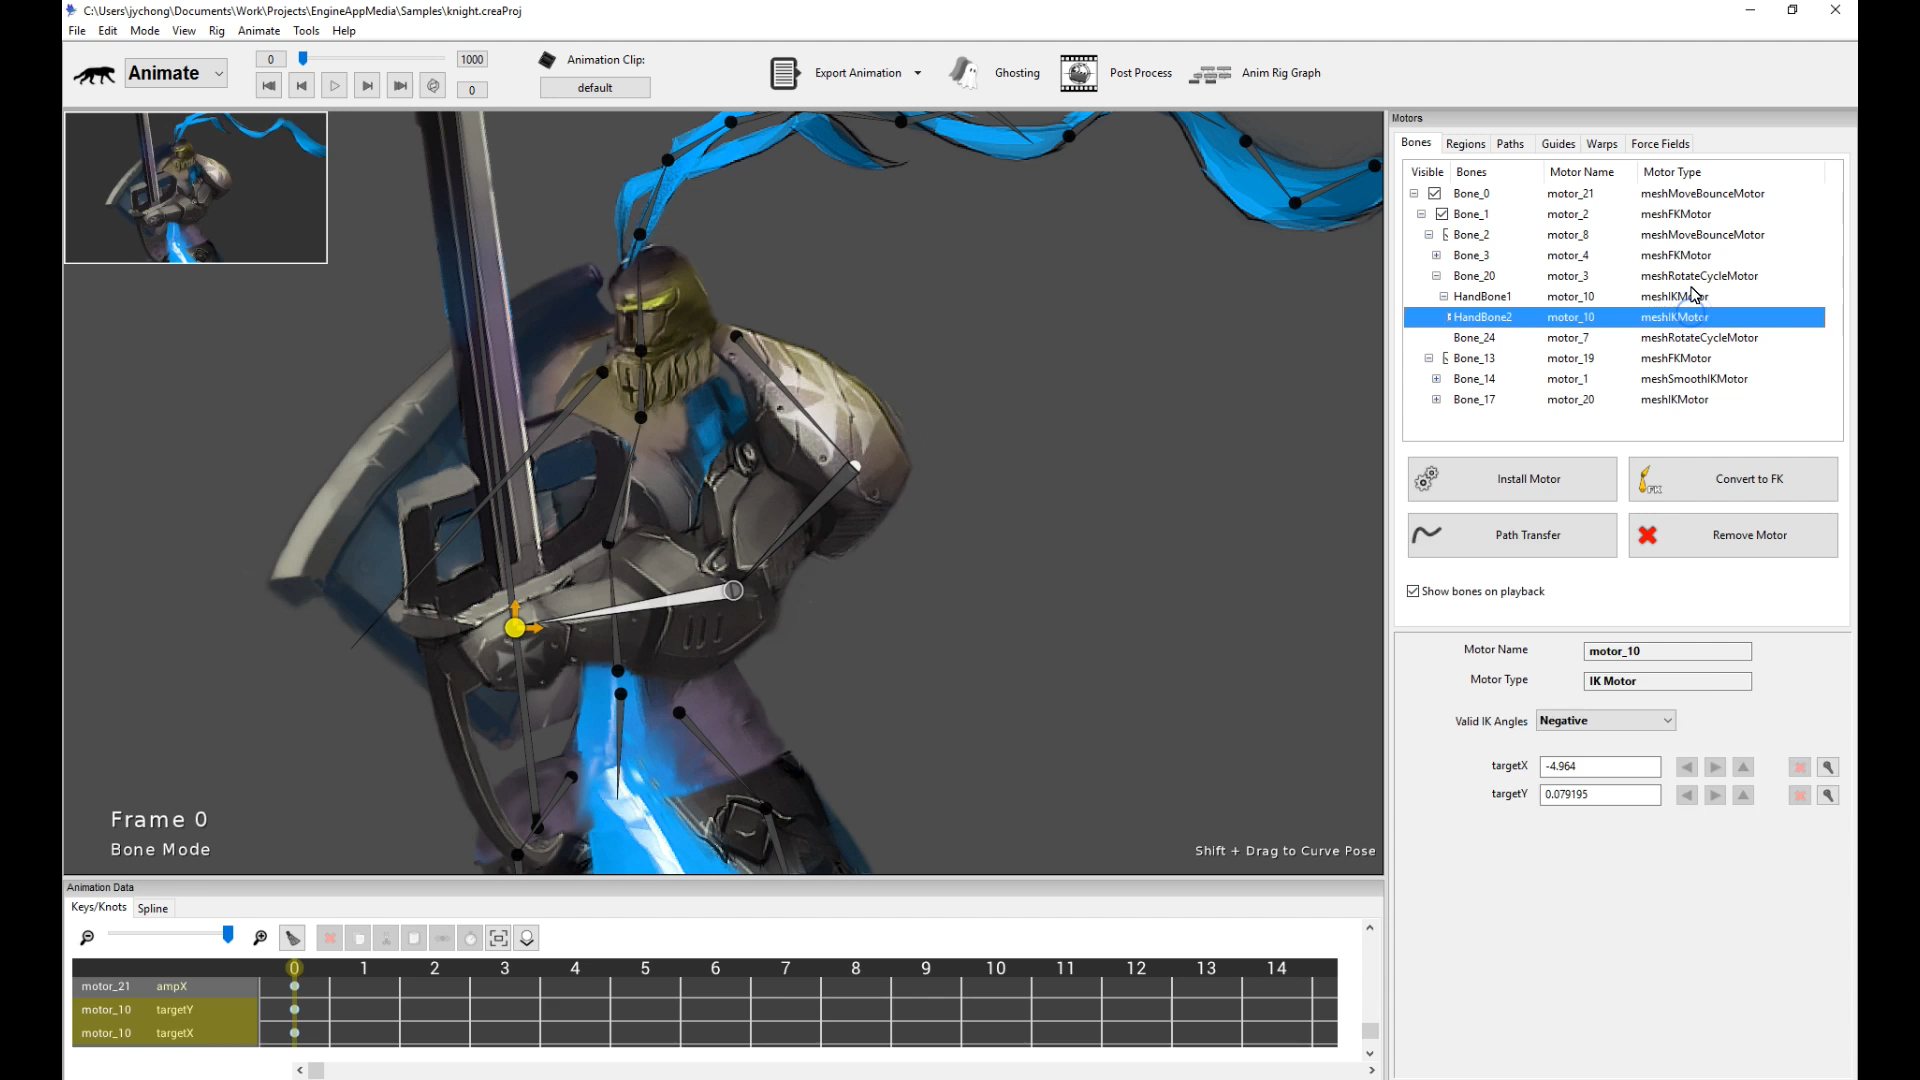 C:\Users\jychong\Documents\Work\Projects\EngineAppMedia\Samples\knight.creaProj
File Edit Mode View Rig Animate Tools Help
Animate
0 1000
0
Animation Clip:
default
Export Animation
Ghosting
Post Process
Anim Rig Graph
Motors
Bones Regions Paths Guides Warps Force Fields
Visible Bones Motor Name Motor Type
Bone_0 motor_21 meshMoveBounceMotor
Bone_1 motor_2 meshFKMotor
Bone_2 motor_8 meshMoveBounceMotor
Bone_3 motor_4 meshFKMotor
Bone_20 motor_3 meshRotateCycleMotor
HandBone1 motor_10 meshIKMotor
HandBone2 motor_10 meshIKMotor
Bone_24 motor_7 meshRotateCycleMotor
Bone_13 motor_19 meshFKMotor
Bone_14 motor_1 meshSmoothIKMotor
Bone_17 motor_20 meshIKMotor
Install Motor
FK Convert to FK
Path Transfer
Remove Motor
Show bones on playback
Motor Name motor_10
Motor Type IK Motor
Valid IK Angles Negative
targetX -4.964
targetY 0.079195
Frame 0
Bone Mode
Shift + Drag to Curve Pose
Animation Data
Keys/Knots Spline
0 1 2 3 4 5 6 7 8 9 10 11 12 13 14
motor_21 ampX
motor_10 targetY
motor_10 targetX